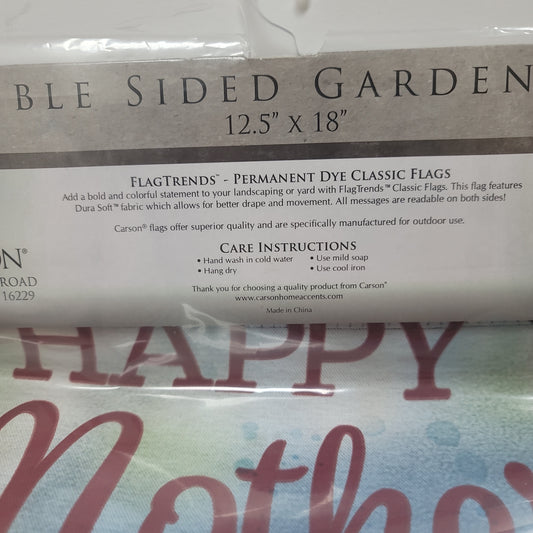 BLE SIDED GARDEN
12.5" X 18"
FLAGTRENDS™ - PERMANENT DYE CLASSIC FLAGS
Add a bold and colorful statement to your landscaping or yard with FlagTrends™ Classic Flags. This flag features
Dura Soft™ fabric which allows for better drape and movement. All messages are readable on both sides!
Carson® flags offer superior quality and are specifically manufactured for outdoor use.
CARE INSTRUCTIONS
• Hand wash in cold water • Use mild soap
• Hang dry • Use cool iron
Thank you for choosing a quality product from Carson®
www.carsonhomeaccents.com
Made in China
ON®
ROAD
16229
HAPPY
Mother